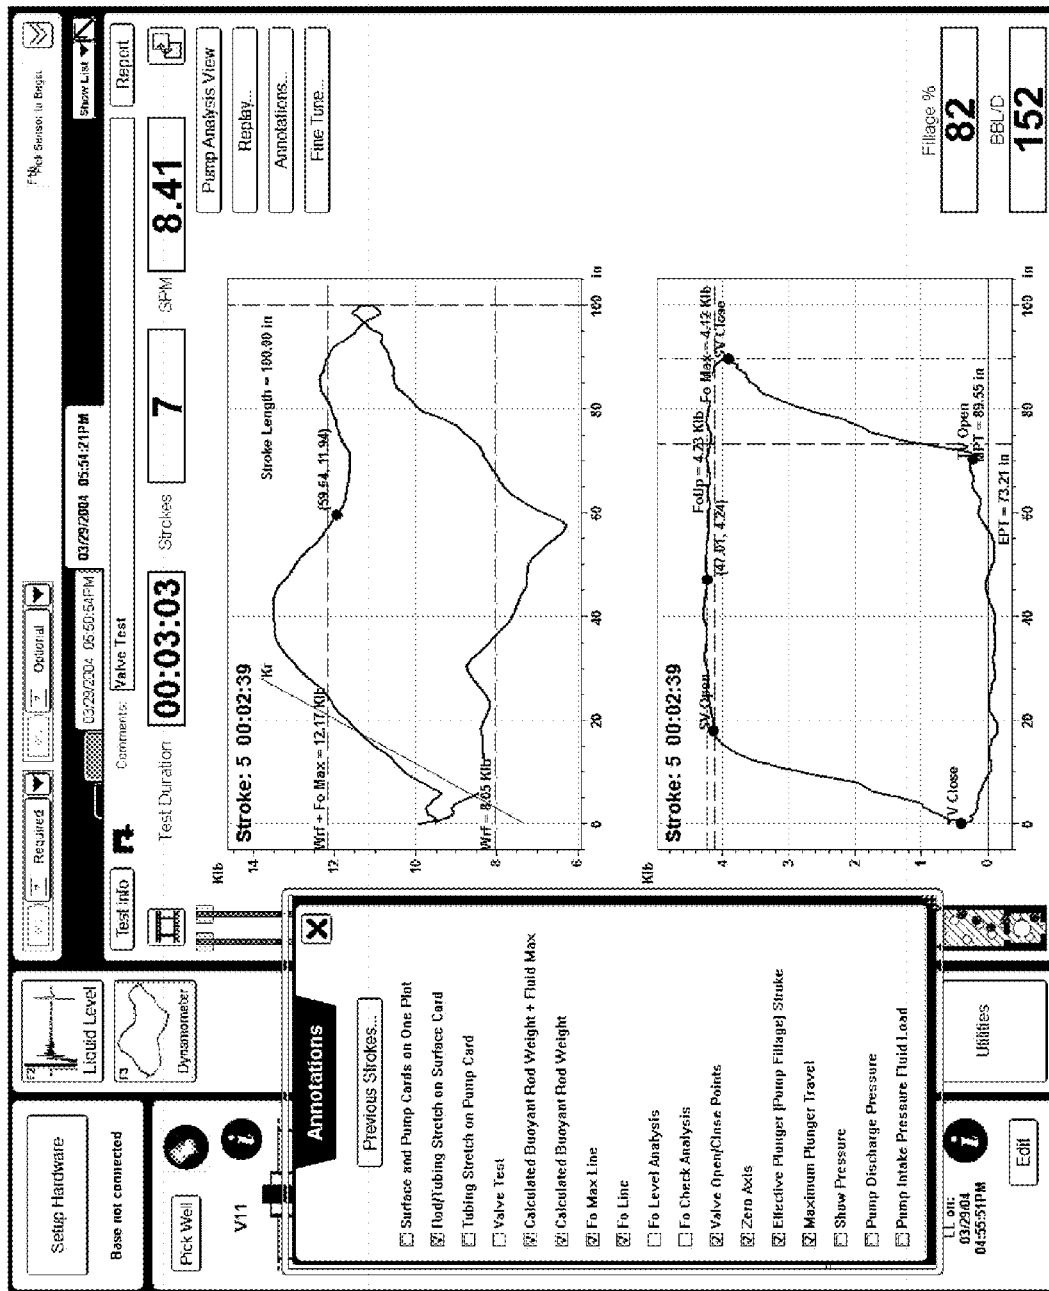 Setup Hardware
Base not connected
Pick Well
V11
F2
Liquid Level
F3
Dynamometer
Required
Optional
Pick Sensor to Begin
03/29/2004 05:50:54PM
03/29/2004 05:54:21PM
Show List
Test Info
Comments:
Valve Test
Report
Test Duration
00:03:03
Strokes
7
SPM
8.41
Pump Analysis View
Replay...
Annotations...
Fine Tune...
Klb
Stroke: 5 00:02:39
Stroke Length = 100.00 in
Wrf + Fo Max = 12.17 Klb
Kr
(59.64, 11.94)
Wrf = 8.05 Klb
14
12
10
8
6
0
20
40
60
80
100
in
Klb
Stroke: 5 00:02:39
FoUp = 4.23 Klb
Fo Max = 4.12 Klb
SV Open
(47.01, 4.24)
SV Close
TV Close
TV Open
MPT = 89.55 in
EPT = 73.21 in
4
3
2
1
0
0
20
40
60
80
100
in
Fillage %
82
BBL/D
152
Annotations
Previous Strokes...
Surface and Pump Cards on One Plot
Rod/Tubing Stretch on Surface Card
Tubing Stretch on Pump Card
Valve Test
Calculated Buoyant Rod Weight + Fluid Max
Calculated Buoyant Rod Weight
Fo Max Line
Fo Line
Fo Level Analysis
Fo Check Analysis
Valve Open/Close Points
Zero Axis
Effective Plunger [Pump Fillage] Stroke
Maximum Plunger Travel
Show Pressure
Pump Discharge Pressure
Pump Intake Pressure Fluid Load
LL on:
03/29/04
04:55:51PM
Edit
Utilities